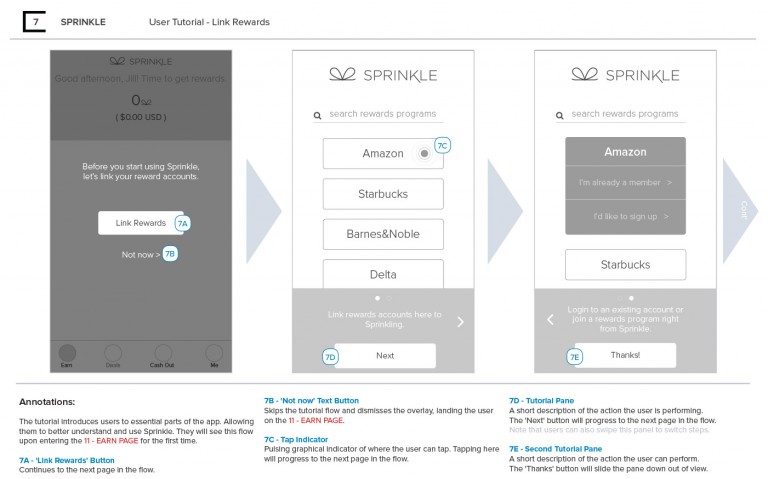 7 SPRINKLE User Tutorial - Link Rewards
SPRINKLE
Good afternoon, Jill! Time to get rewards.
0
( $0.00 USD )
Before you start using Sprinkle,
let's link your reward accounts.
Link Rewards 7A
Not now > 7B
Earn Deals Cash Out Me
SPRINKLE
search rewards programs
7C
Amazon
Starbucks
Barnes&Noble
Delta
Link rewards accounts here to
Sprinkling.
>
7D Next
SPRINKLE
search rewards programs
Amazon
I'm already a member >
I'd like to sign up >
Starbucks
<
Login to an existing account or
join a rewards program right
from Sprinkle.
7E Thanks!
Cont'
Annotations:
The tutorial introduces users to essential parts of the app. Allowing
them to better understand and use Sprinkle. They will see this flow
upon entering the 11 - EARN PAGE for the first time.
7A - 'Link Rewards' Button
Continues to the next page in the flow.
7B - 'Not now' Text Button
Skips the tutorial flow and dismisses the overlay, landing the user
on the 11 - EARN PAGE.
7C - Tap Indicator
Pulsing graphical indicator of where the user can tap. Tapping here
will progress to the next page in the flow.
7D - Tutorial Pane
A short description of the action the user is performing.
The 'Next' button will progress to the next page in the flow.
Note that users can also swipe this panel to switch steps.
7E - Second Tutorial Pane
A short description of the action the user can perform.
The 'Thanks' button will slide the pane down out of view.